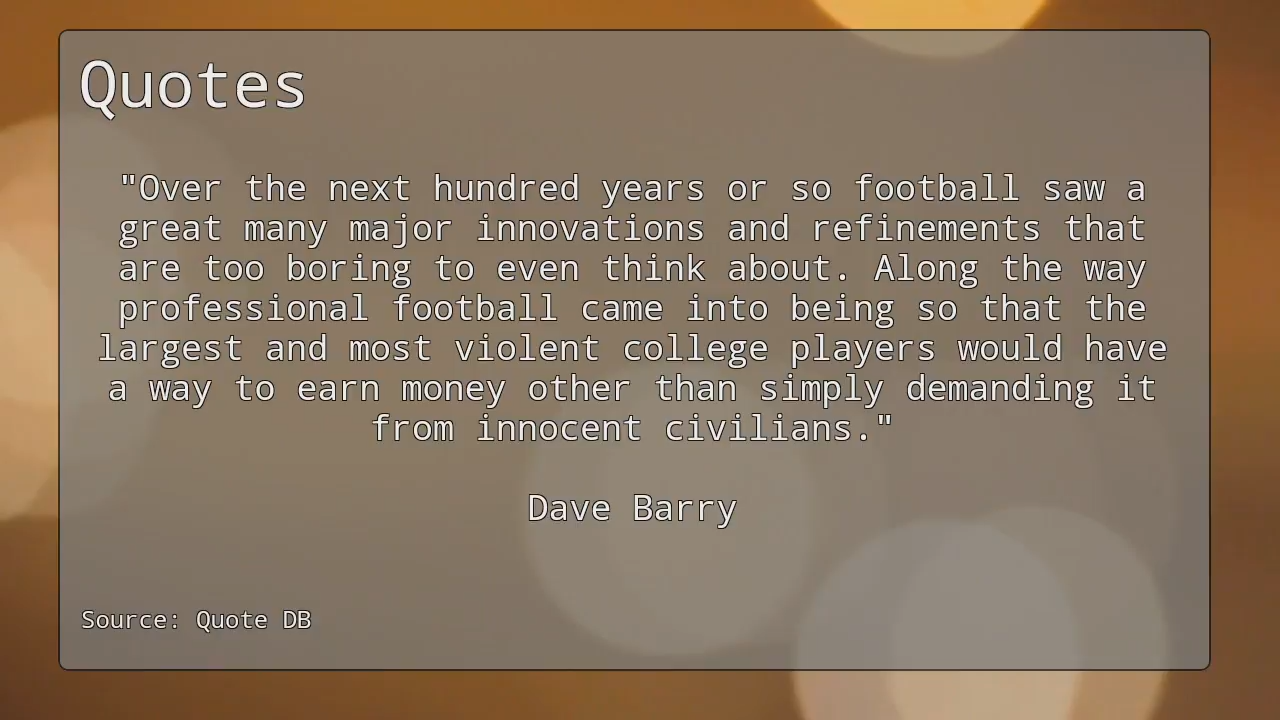 Quotes
"Over the next hundred years or so football saw a
great many major innovations and refinements that
are too boring to even think about. Along the way
professional football came into being so that the
largest and most violent college players would have
a way to earn money other than simply demanding it
from innocent civilians."
Dave Barry
Source: Quote DB